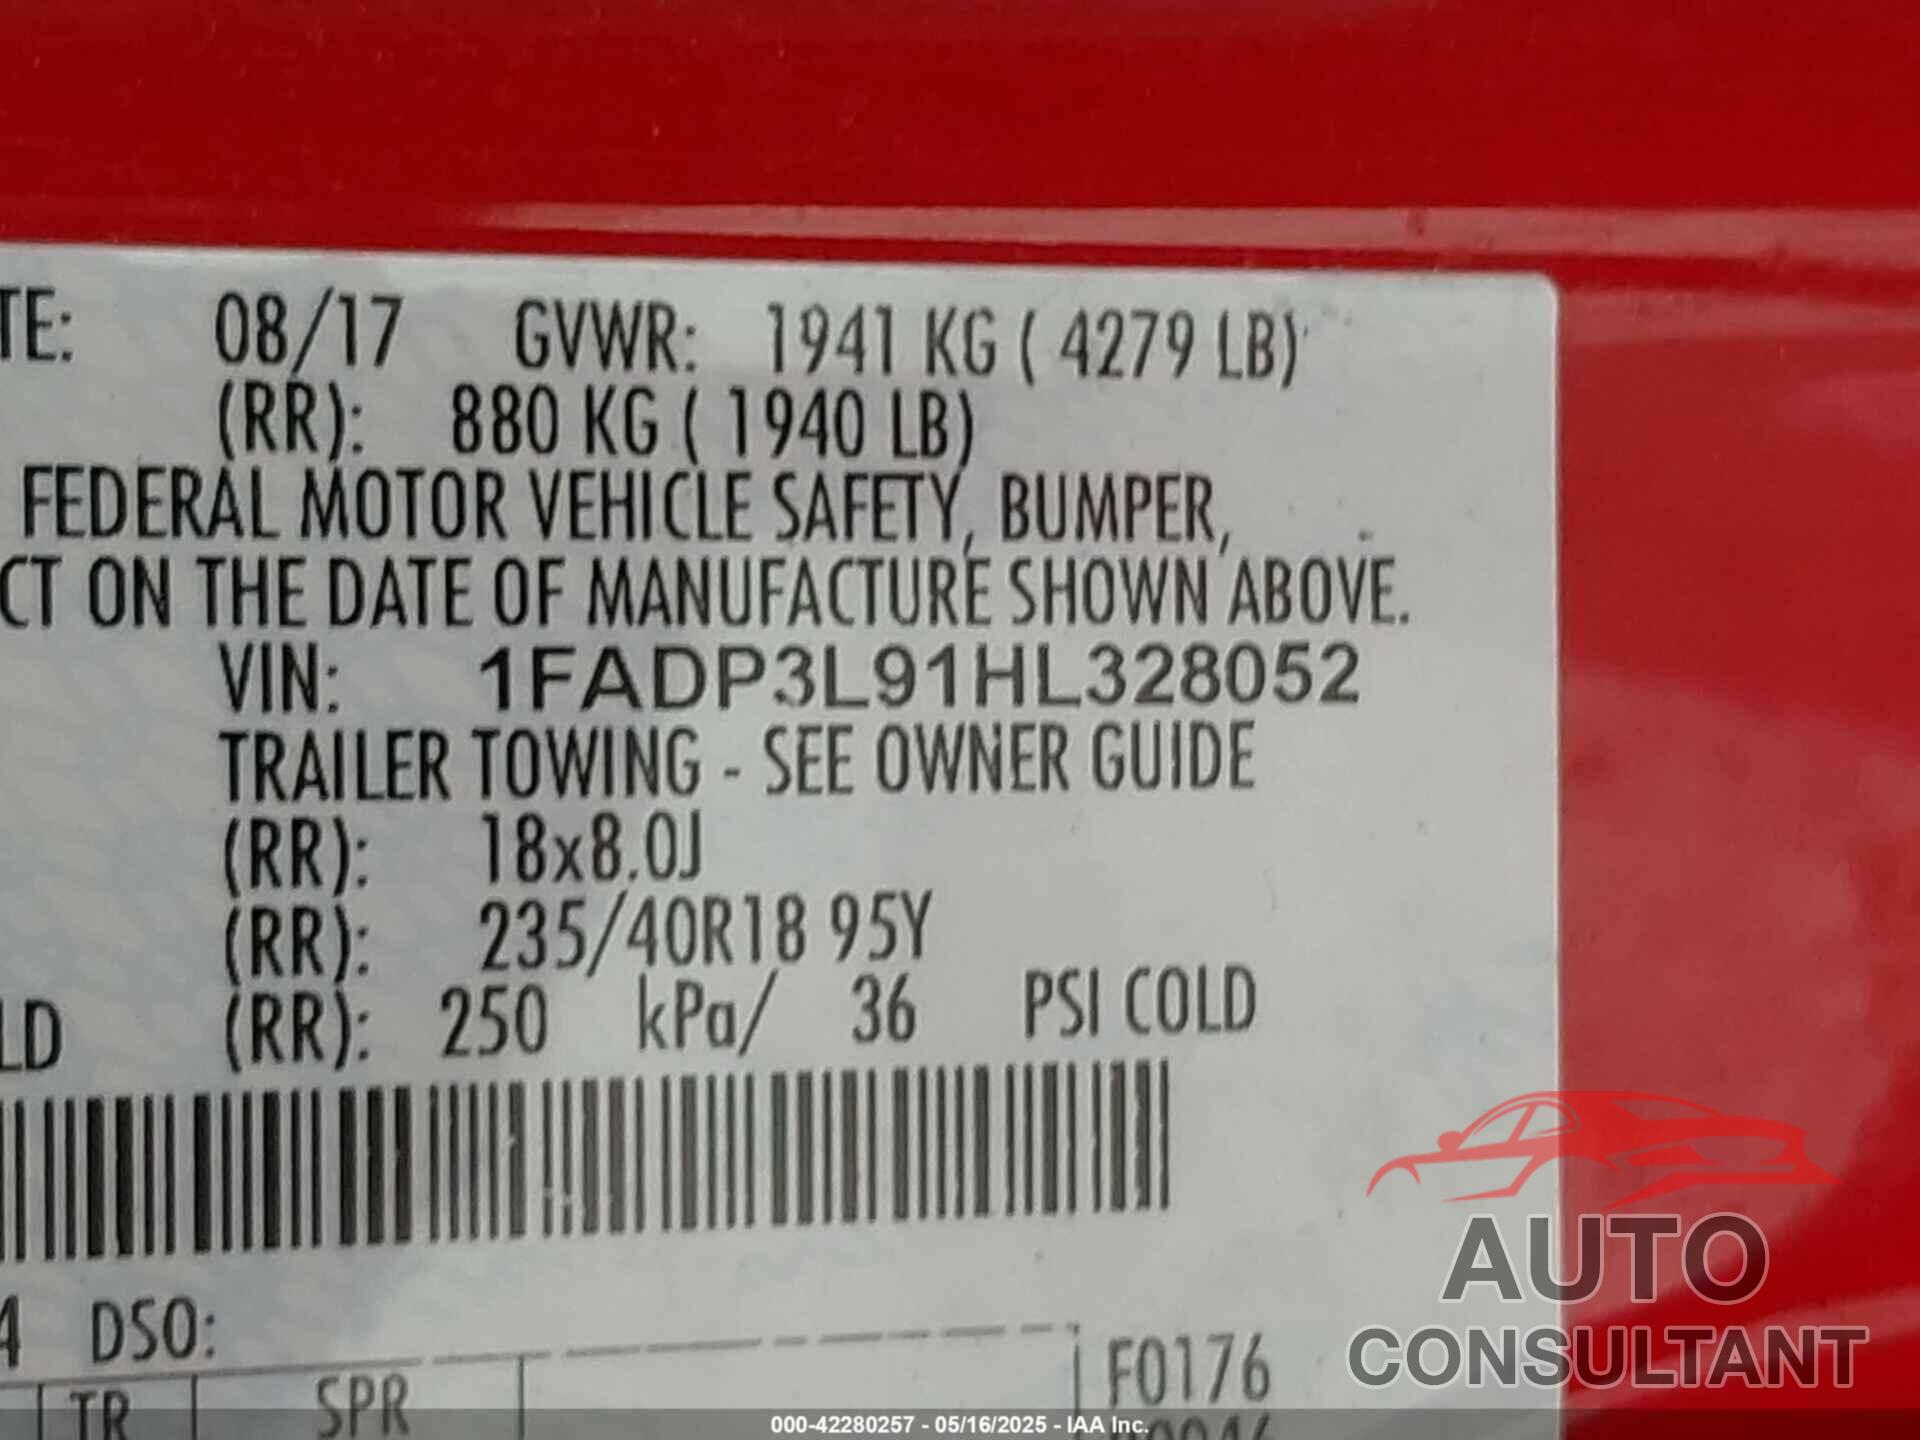 TE: 08/17 GVWR: 1941 KG ( 4279 LB)
(RR): 880 KG ( 1940 LB)
FEDERAL MOTOR VEHICLE SAFETY, BUMPER,
CT ON THE DATE OF MANUFACTURE SHOWN ABOVE.
VIN: 1FADP3L91HL328052
TRAILER TOWING - SEE OWNER GUIDE
(RR): 18x8.0J
(RR): 235/40R18 95Y
LD (RR): 250 kPa/ 36 PSI COLD
4 DSO:
TR SPR F0176
AUTO
CONSULTANT
000-42280257 - 05/16/2025 - IAA Inc.